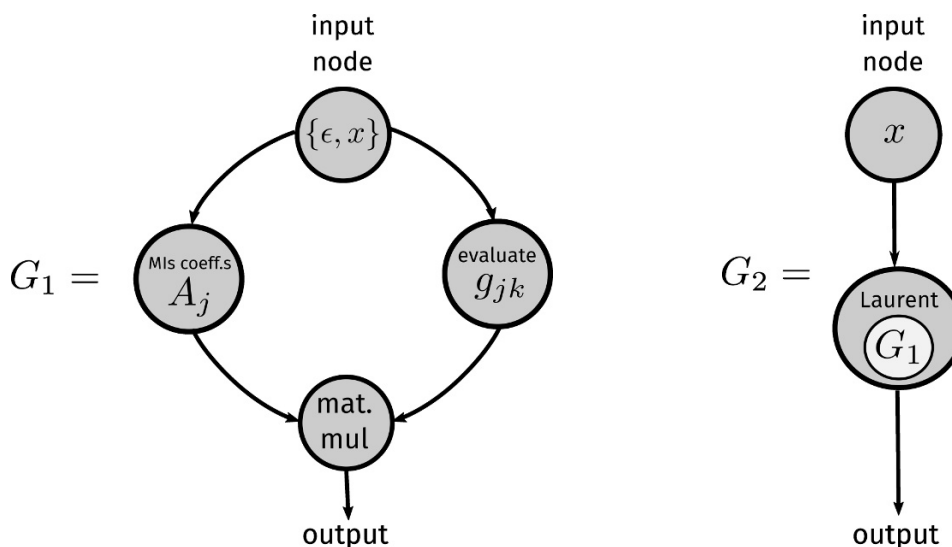 input
node
{ϵ, x}
G₁ =
MIs coeff.s
Aⱼ
evaluate
gⱼₖ
mat.
mul
output
input
node
x
G₂ =
Laurent
G₁
output